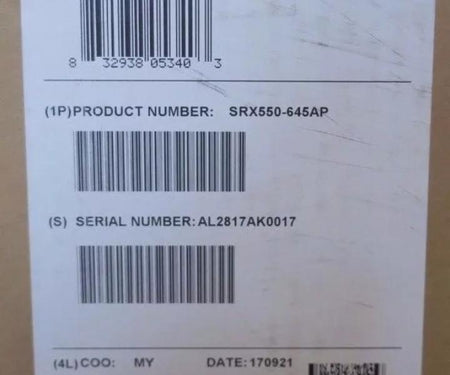 8 32938 05340 3
(1P)PRODUCT NUMBER: SRX550-645AP
(S) SERIAL NUMBER:AL2817AK0017
(4L)COO: MY DATE:170921